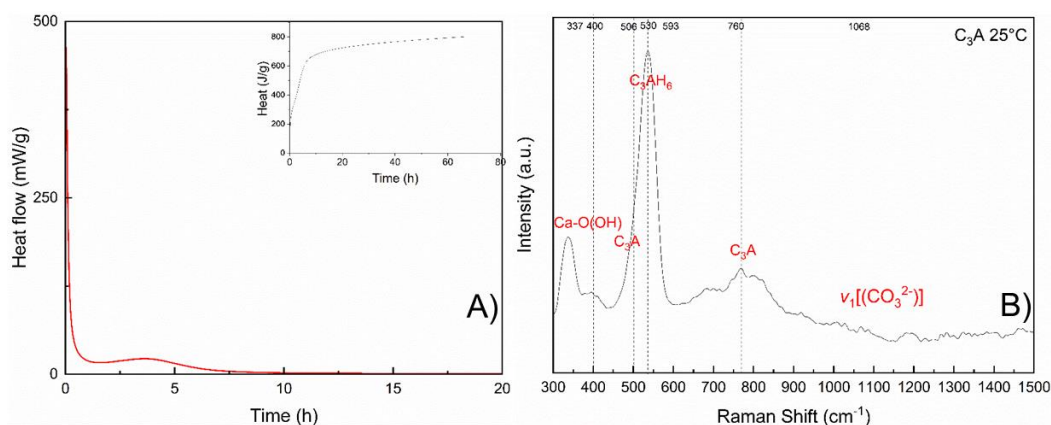 A)
500
250
0
Heat flow (mW/g)
0 5 10 15 20
Time (h)
800
600
400
200
0
Heat (J/g)
0 20 40 60 80
Time (h)
B)
337 400 506 530 593 760 1068
C₃A 25°C
C₃AH₆
Ca-O(OH)
C₃A
C₃A
ν₁[(CO₃²⁻)]
Intensity (a.u.)
300 400 500 600 700 800 900 1000 1100 1200 1300 1400 1500
Raman Shift (cm⁻¹)